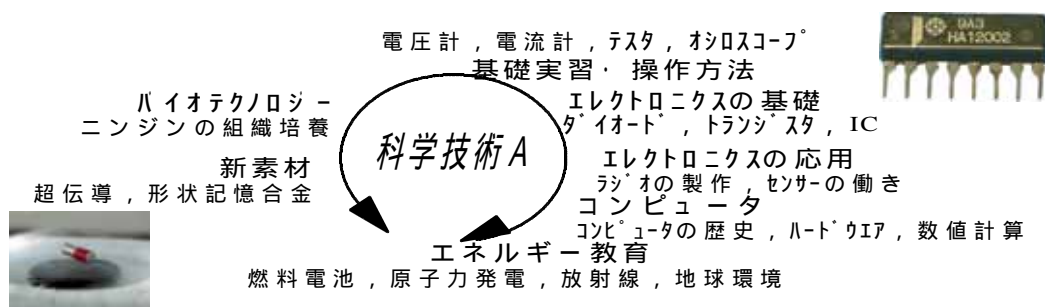 電圧計，電流計，ﾃｽﾀ，ｵｼﾛｽｺｰﾌﾟ
基礎実習・操作方法
ｴﾚｸﾄﾛﾆｸｽの基礎
ﾀﾞｲｵｰﾄﾞ，ﾄﾗﾝｼﾞｽﾀ，IC
ｴﾚｸﾄﾛﾆｸｽの応用
ﾗｼﾞｵの製作，ｾﾝｻｰの働き
コンピュータ
ｺﾝﾋﾟｭｰﾀの歴史，ﾊｰﾄﾞｳｴｱ，数値計算
エネルギー教育
燃料電池，原子力発電，放射線，地球環境
バイオテクノロジー
ニンジンの組織培養
新素材
超伝導，形状記憶合金
科学技術A
9A3
HA12002